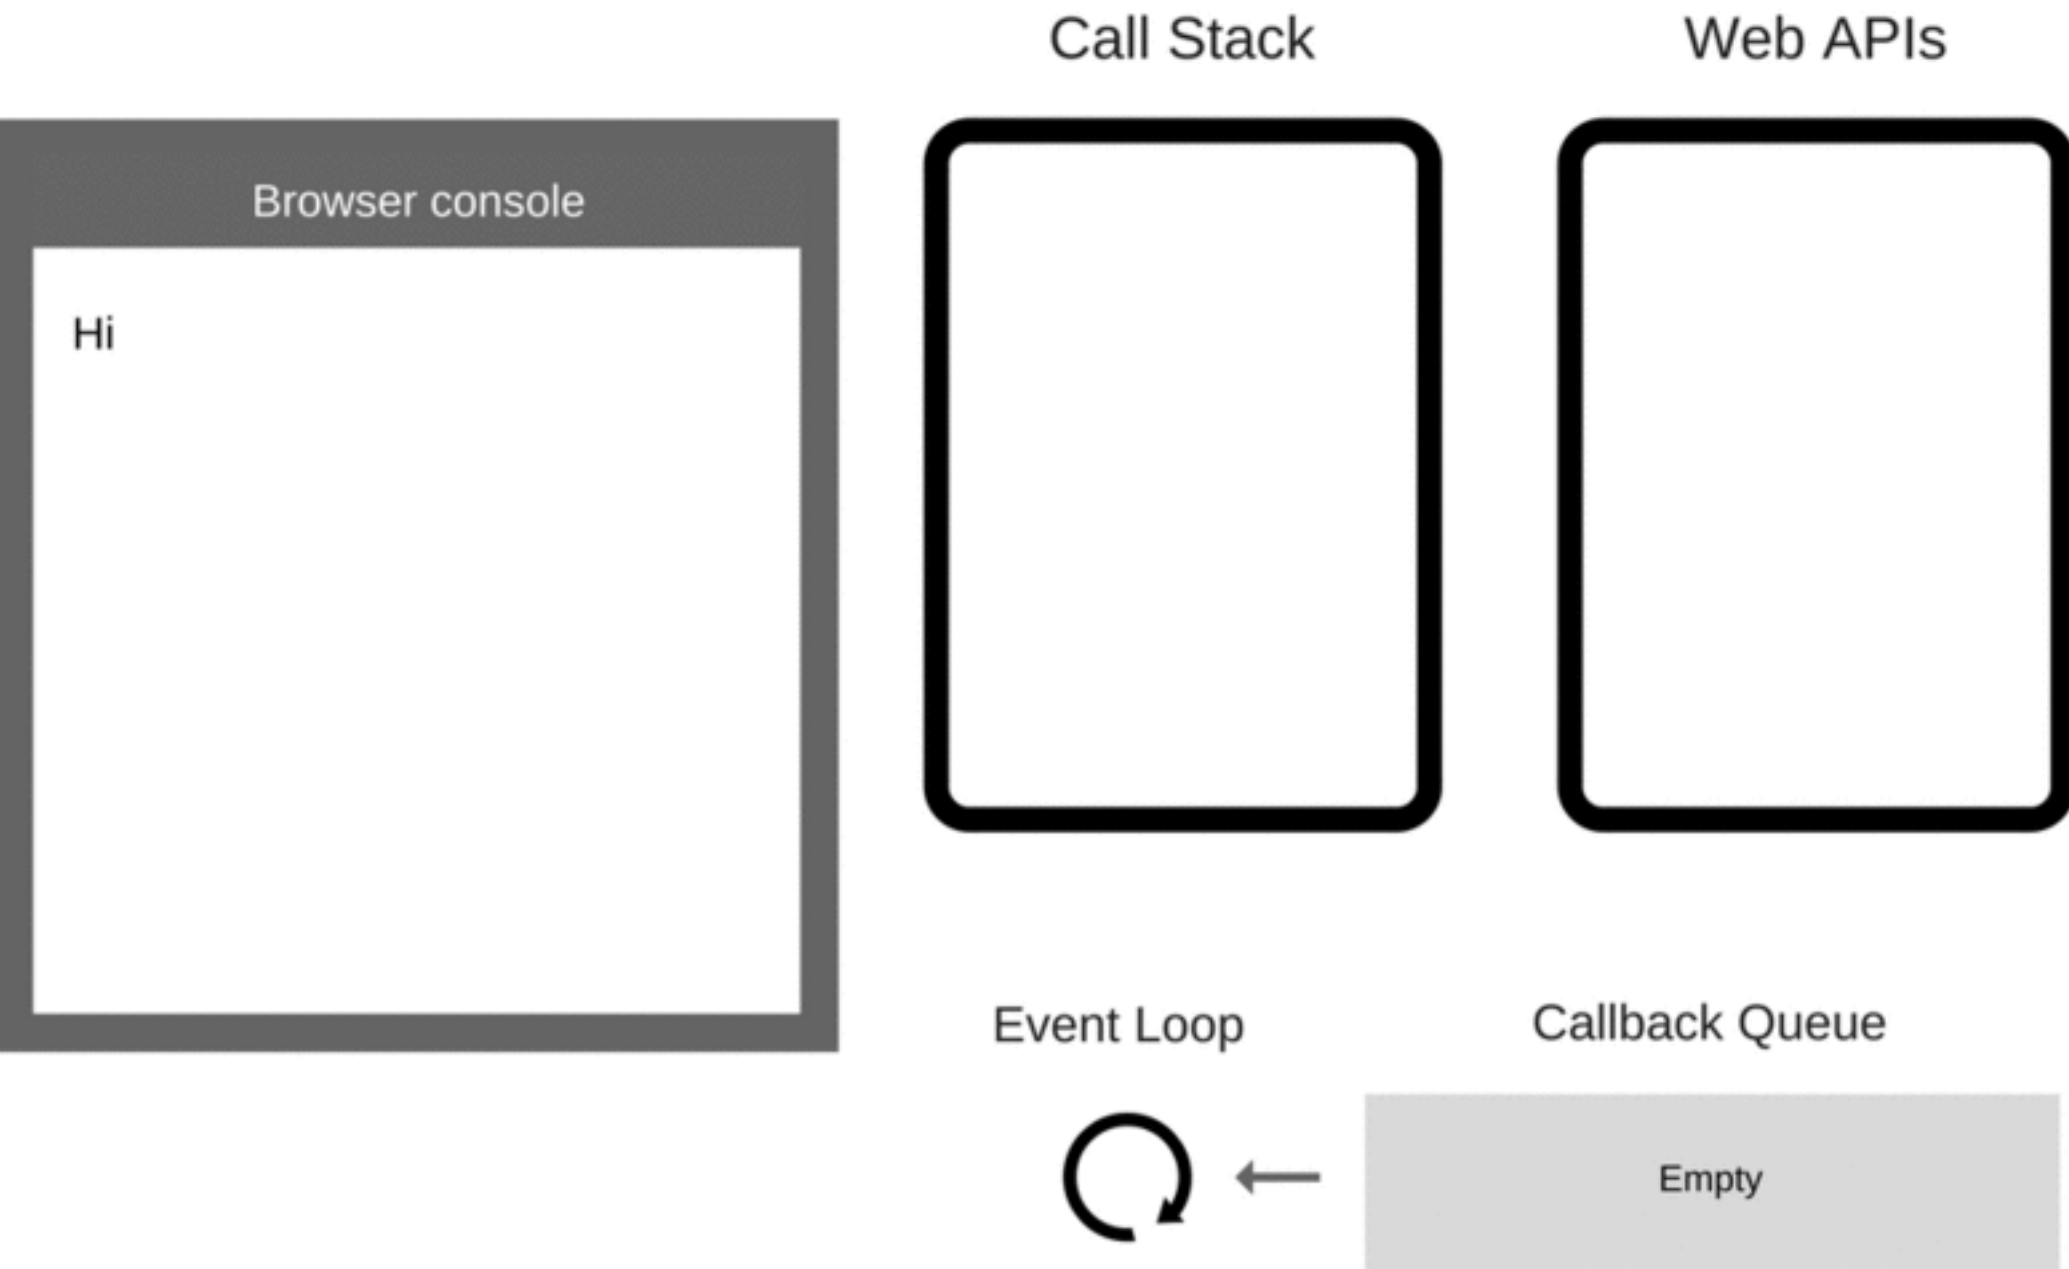 Call Stack
Web APIs
Browser console
Hi
Event Loop
Callback Queue
Empty